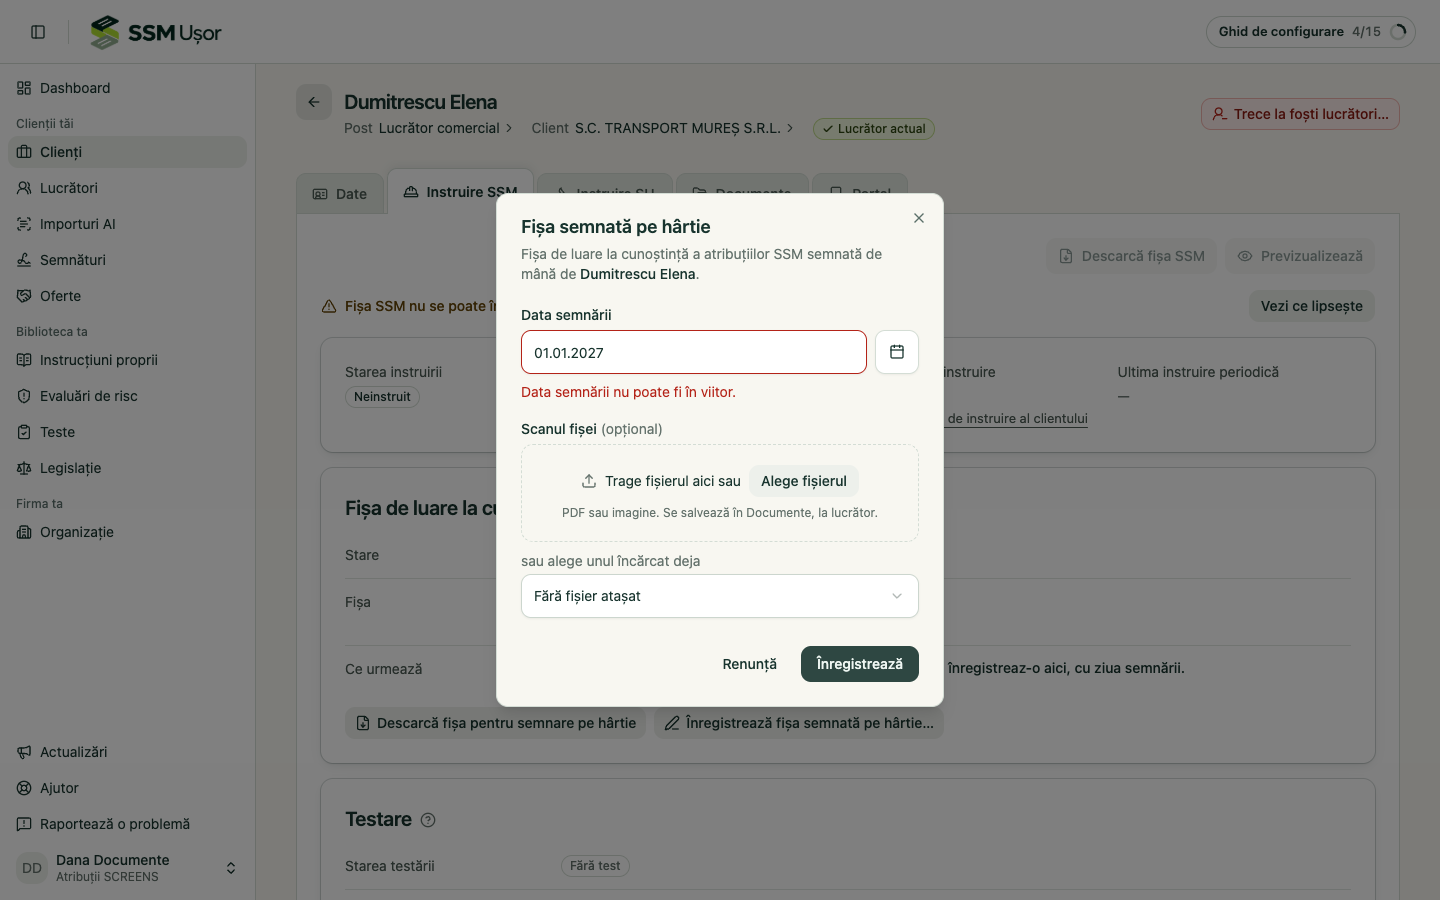 SSM Ușor
Ghid de configurare 4/15
Dashboard
Clienții tăi
Clienți
Lucrători
Importuri AI
Semnături
Oferte
Biblioteca ta
Instrucțiuni proprii
Evaluări de risc
Teste
Legislație
Firma ta
Organizație
Actualizări
Ajutor
Raportează o problemă
DD
Dana Documente
Atribuții SCREENS
Dumitrescu Elena
Post Lucrător comercial
Client S.C. TRANSPORT MUREȘ S.R.L.
Lucrător actual
Trece la foști lucrători...
Date
Instruire SSM
Instruire SU
Documente
Portal
Descarcă fișa SSM
Previzualizează
Fișa SSM nu se poate
Vezi ce lipsește
Starea instruirii
Neinstruit
instruire
de instruire al clientului
Ultima instruire periodică
—
Fișa de luare la
Stare
Fișa
Ce urmează
înregistreaz-o aici, cu ziua semnării.
Descarcă fișa pentru semnare pe hârtie
Înregistrează fișa semnată pe hârtie...
Testare
Starea testării
Fără test
Fișa semnată pe hârtie
Fișa de luare la cunoștință a atribuțiilor SSM semnată de
mână de Dumitrescu Elena.
Data semnării
01.01.2027
Data semnării nu poate fi în viitor.
Scanul fișei (opțional)
Trage fișierul aici sau
Alege fișierul
PDF sau imagine. Se salvează în Documente, la lucrător.
sau alege unul încărcat deja
Fără fișier atașat
Renunță
Înregistrează